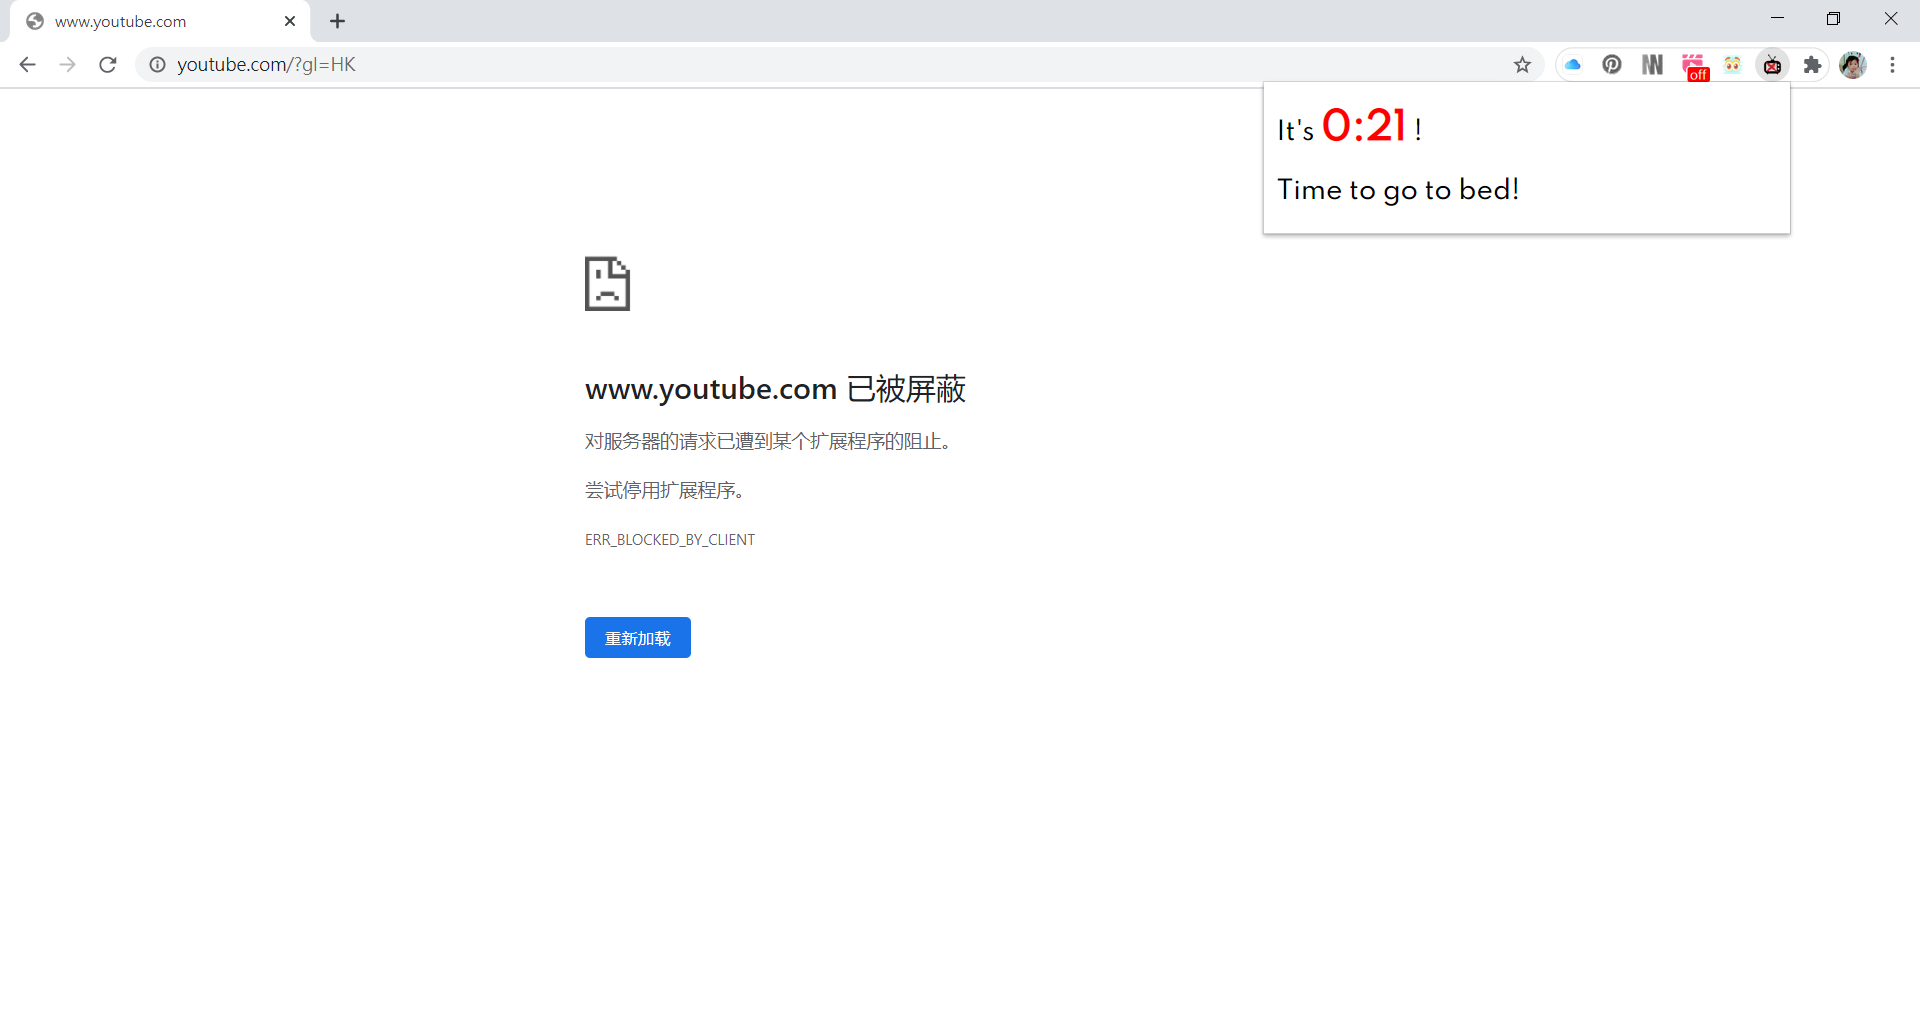 www.youtube.com
youtube.com/?gl=HK
off
It's 0:21 !
Time to go to bed!
www.youtube.com 已被屏蔽
对服务器的请求已遭到某个扩展程序的阻止。
尝试停用扩展程序。
ERR_BLOCKED_BY_CLIENT
重新加载